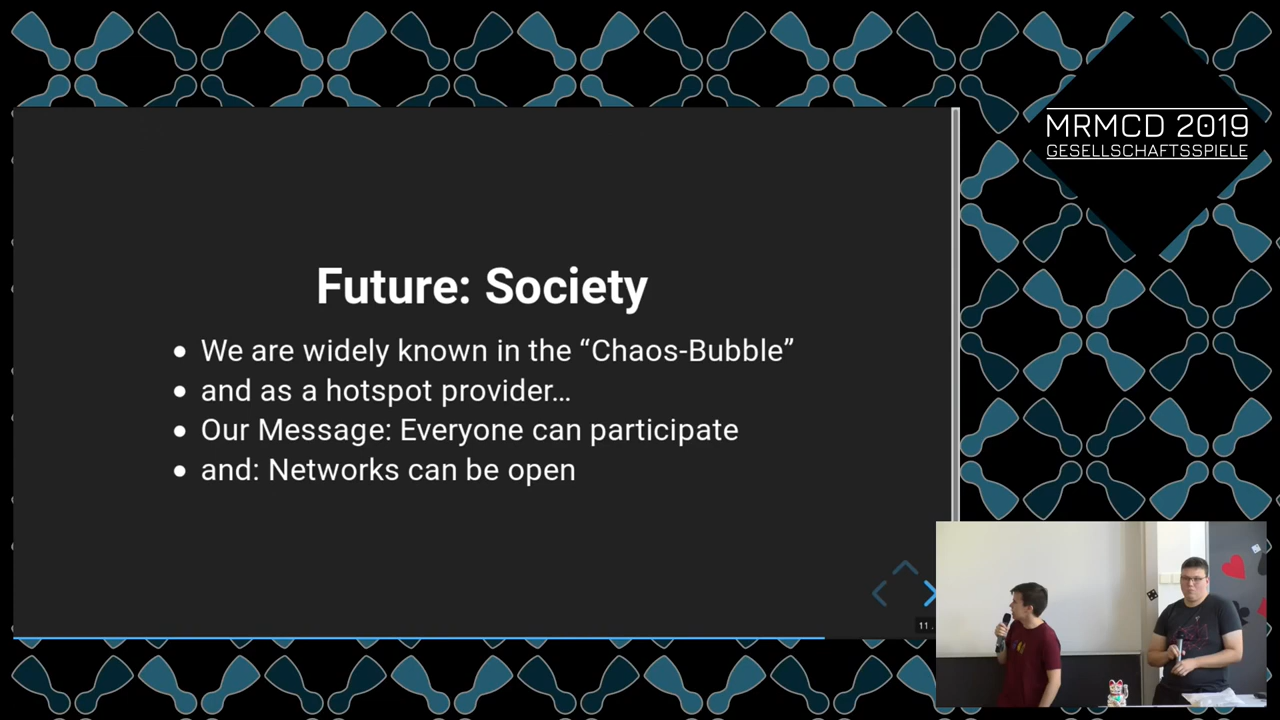 MRMCD 2019
GESELLSCHAFTSSPIELE
Future: Society
We are widely known in the “Chaos-Bubble”
and as a hotspot provider…
Our Message: Everyone can participate
and: Networks can be open
11 .